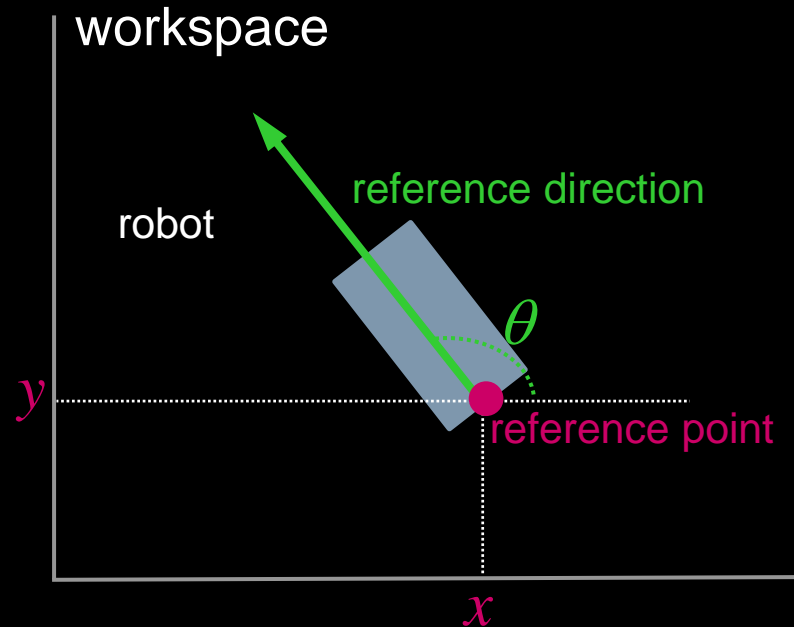 workspace
reference direction
robot
θ
y
reference point
x